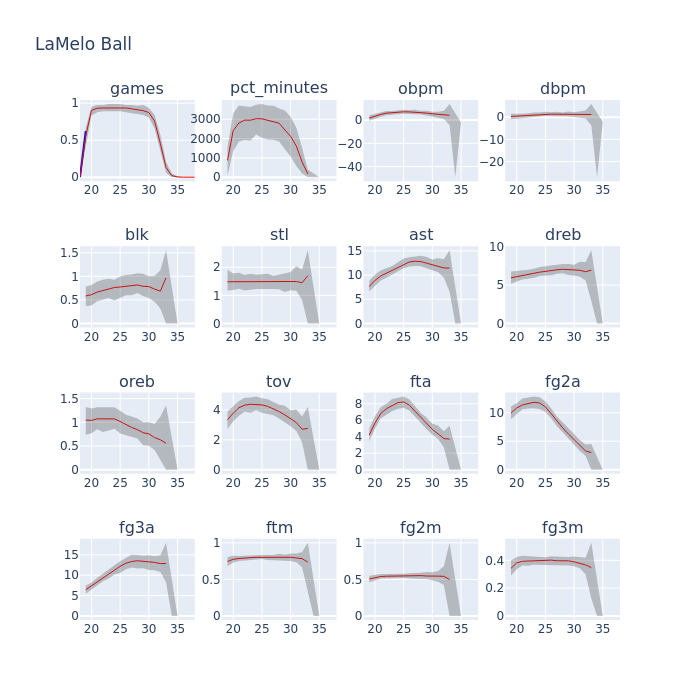 LaMelo Ball
games pct_minutes obpm dbpm
1 0.5 0 20 25 30 35
3000 2000 1000 0 20 25 30 35
0 −20 −40 20 25 30 35
0 −10 −20 20 25 30 35
blk stl ast dreb
1.5 1 0.5 0 20 25 30 35
2 1 0 20 25 30 35
15 10 5 0 20 25 30 35
10 5 0 20 25 30 35
oreb tov fta fg2a
1.5 1 0.5 0 20 25 30 35
4 2 0 20 25 30 35
8 6 4 2 0 20 25 30 35
10 5 0 20 25 30 35
fg3a ftm fg2m fg3m
15 10 5 0 20 25 30 35
1 0.5 0 20 25 30 35
1 0.5 0 20 25 30 35
0.4 0.2 0 20 25 30 35